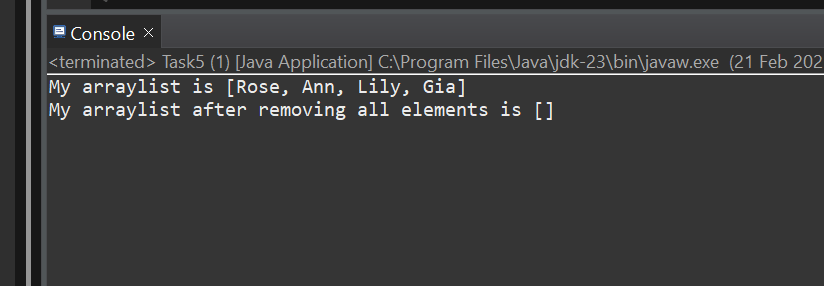 Console
<terminated> Task5 (1) [Java Application] C:\Program Files\Java\jdk-23\bin\javaw.exe (21 Feb 202
My arraylist is [Rose, Ann, Lily, Gia]
My arraylist after removing all elements is []